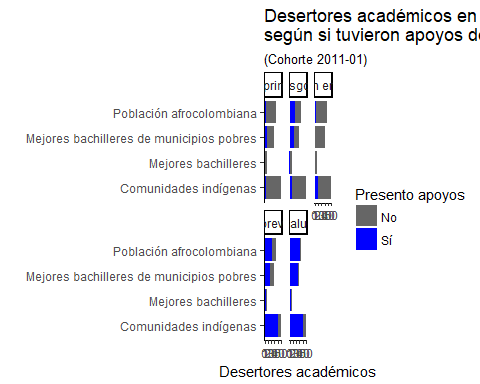 Desertores académicos en
según si tuvieron apoyos d
(Cohorte 2011-01)
Población afrocolombiana
Mejores bachilleres de municipios pobres
Mejores bachilleres
Comunidades indígenas
Presento apoyos
No
Sí
Población afrocolombiana
Mejores bachilleres de municipios pobres
Mejores bachilleres
Comunidades indígenas
Desertores académicos